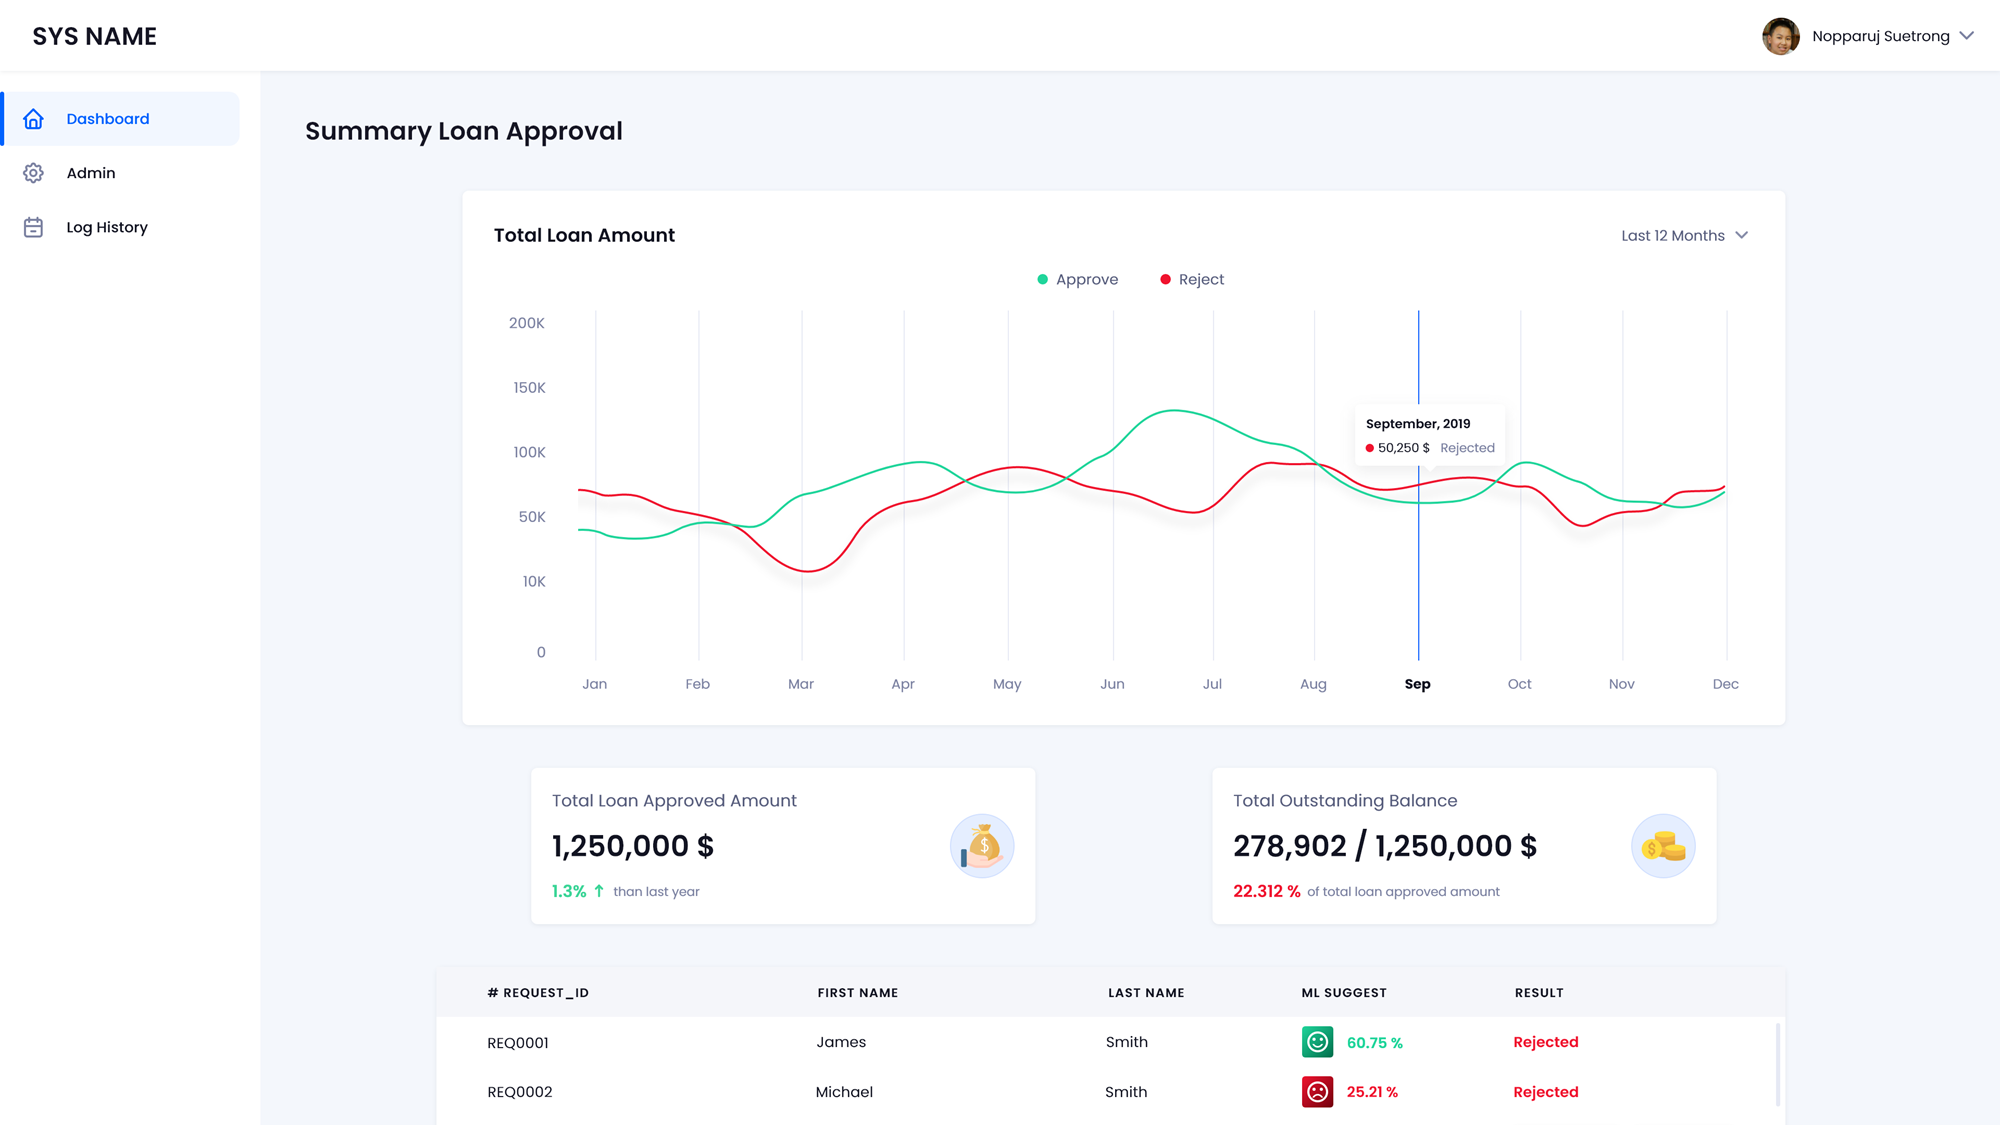 SYS NAME
Nopparuj Suetrong
Dashboard
Admin
Log History
Summary Loan Approval
Total Loan Amount
Last 12 Months
Approve Reject
200K
150K
100K
50K
10K
0
September, 2019
50,250 $ Rejected
Jan Feb Mar Apr May Jun Jul Aug Sep Oct Nov Dec
Total Loan Approved Amount
1,250,000 $
$
1.3% ↑ than last year
Total Outstanding Balance
278,902 / 1,250,000 $
$
22.312 % of total loan approved amount
# REQUEST_ID FIRST NAME LAST NAME ML SUGGEST RESULT
REQ0001 James Smith 60.75 % Rejected
REQ0002 Michael Smith 25.21 % Rejected